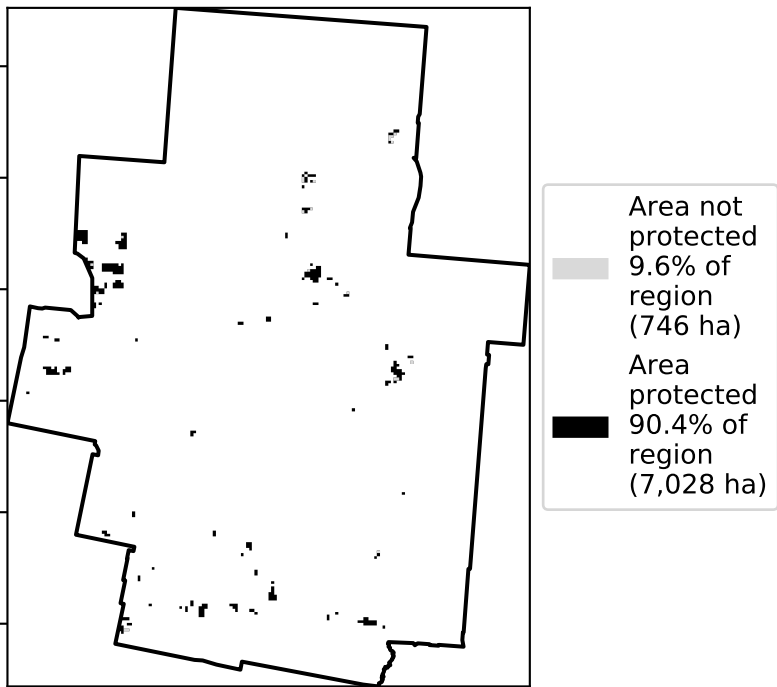 Area not
protected
9.6% of
region
(746 ha)
Area
protected
90.4% of
region
(7,028 ha)